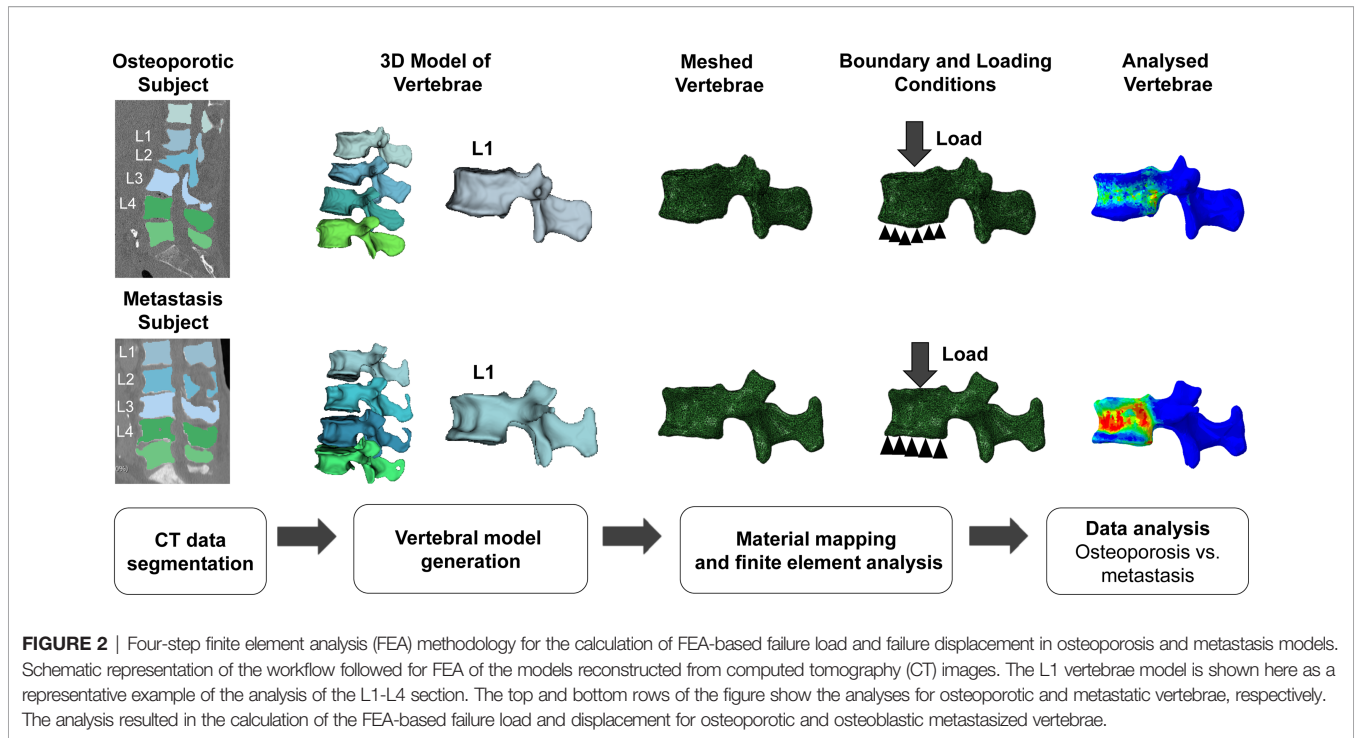 Osteoporotic
Subject
3D Model of
Vertebrae
Meshed
Vertebrae
Boundary and Loading
Conditions
Analysed
Vertebrae
L1
L2
L3
L4
L1
Load
Metastasis
Subject
L1
L2
L3
L4
0%)
L1
Load
CT data
segmentation
Vertebral model
generation
Material mapping
and finite element analysis
Data analysis
Osteoporosis vs.
metastasis
FIGURE 2 | Four-step finite element analysis (FEA) methodology for the calculation of FEA-based failure load and failure displacement in osteoporosis and metastasis models.
Schematic representation of the workflow followed for FEA of the models reconstructed from computed tomography (CT) images. The L1 vertebrae model is shown here as a
representative example of the analysis of the L1-L4 section. The top and bottom rows of the figure show the analyses for osteoporotic and metastatic vertebrae, respectively.
The analysis resulted in the calculation of the FEA-based failure load and displacement for osteoporotic and osteoblastic metastasized vertebrae.